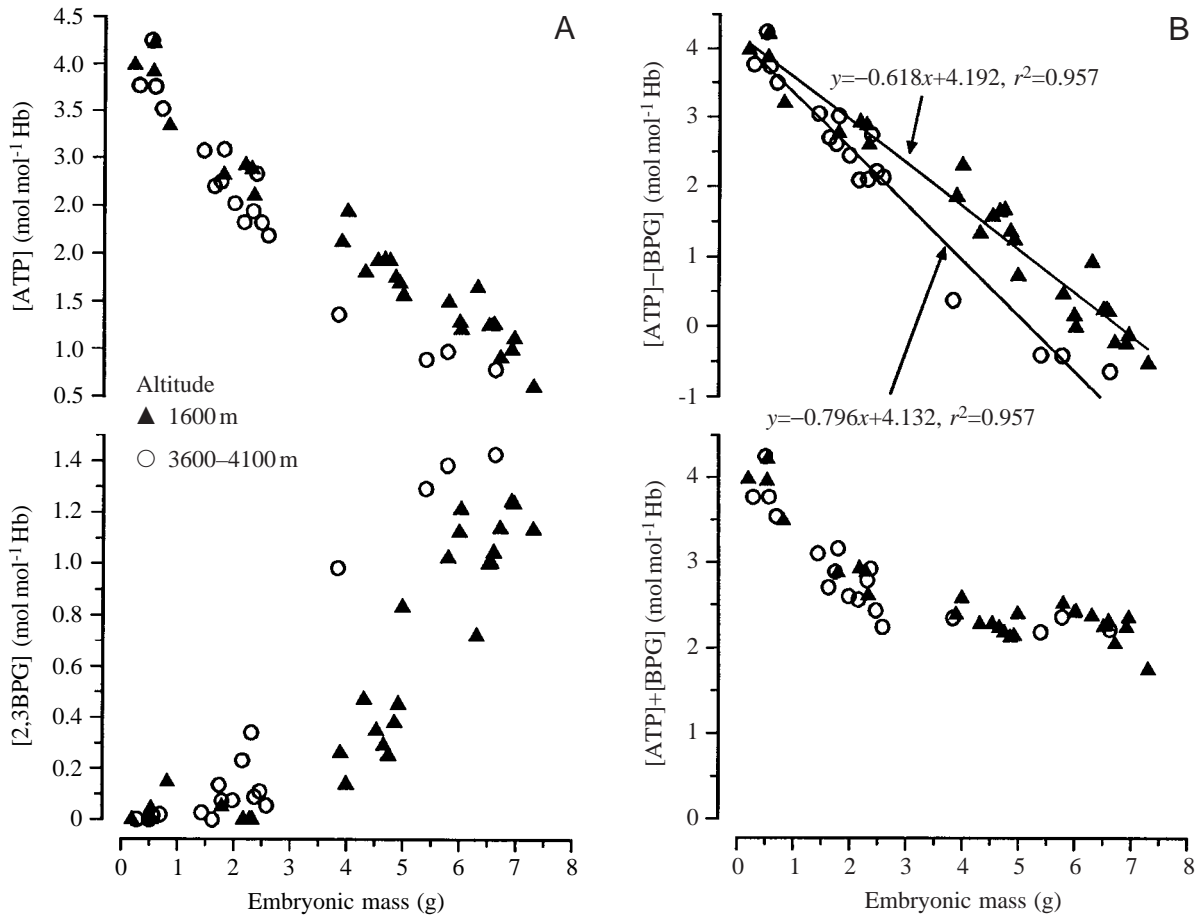 A
4.5
4.0
3.5
3.0
2.5
2.0
1.5
1.0
0.5
[ATP] (mol mol⁻¹ Hb)
Altitude
▲ 1600 m
○ 3600–4100 m
1.4
1.2
1.0
0.8
0.6
0.4
0.2
0
[2,3BPG] (mol mol⁻¹ Hb)
0 1 2 3 4 5 6 7 8
Embryonic mass (g)
B
4
3
2
1
0
-1
[ATP]−[BPG] (mol mol⁻¹ Hb)
y=−0.618x+4.192, r²=0.957
y=−0.796x+4.132, r²=0.957
4
3
2
1
0
[ATP]+[BPG] (mol mol⁻¹ Hb)
0 1 2 3 4 5 6 7 8
Embryonic mass (g)